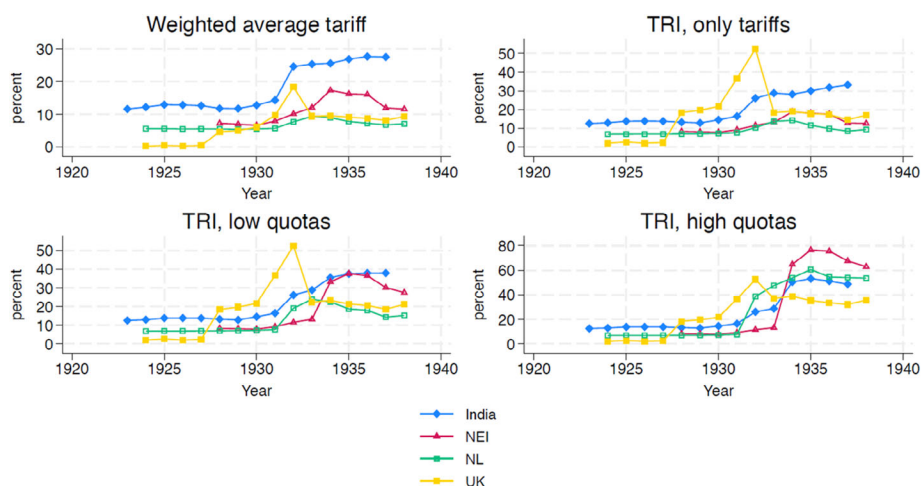 Weighted average tariff
TRI, only tariffs
percent
30
20
10
0
1920
1925
1930
1935
1940
Year
percent
50
40
30
20
10
0
1920
1925
1930
1935
1940
Year
TRI, low quotas
TRI, high quotas
percent
50
40
30
20
10
0
1920
1925
1930
1935
1940
Year
percent
80
60
40
20
0
1920
1925
1930
1935
1940
Year
India
NEI
NL
UK